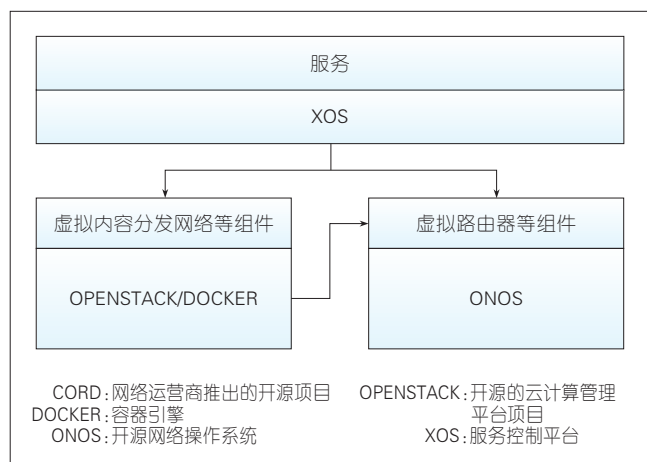 服务
XOS
虚拟内容分发网络等组件
虚拟路由器等组件
OPENSTACK/DOCKER
ONOS
CORD:网络运营商推出的开源项目
DOCKER:容器引擎
ONOS:开源网络操作系统
OPENSTACK:开源的云计算管理
平台项目
XOS:服务控制平台